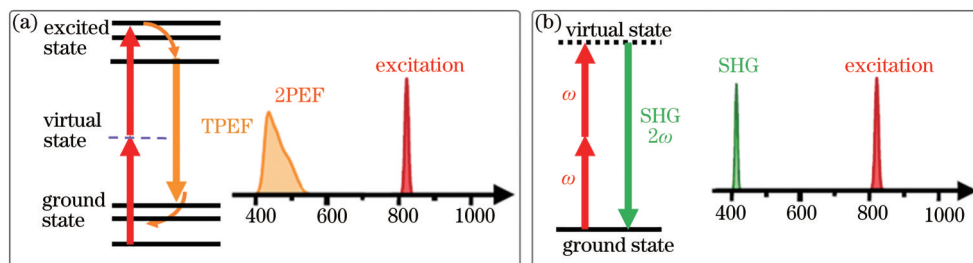 (a)
excited
state
virtual
state
ground
state
TPEF
2PEF
excitation
400 600 800 1000
(b)
virtual state
ω
ω
SHG
2ω
ground state
SHG
excitation
400 600 800 1000